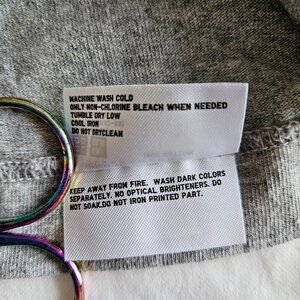 MACHINE WASH COLD
ONLY NON-CHLORINE BLEACH WHEN NEEDED
TUMBLE DRY LOW
COOL IRON
DO NOT DRYCLEAN
KEEP AWAY FROM FIRE. WASH DARK COLORS
SEPARATELY. NO OPTICAL BRIGHTENERS. DO
NOT SOAK.DO NOT IRON PRINTED PART.